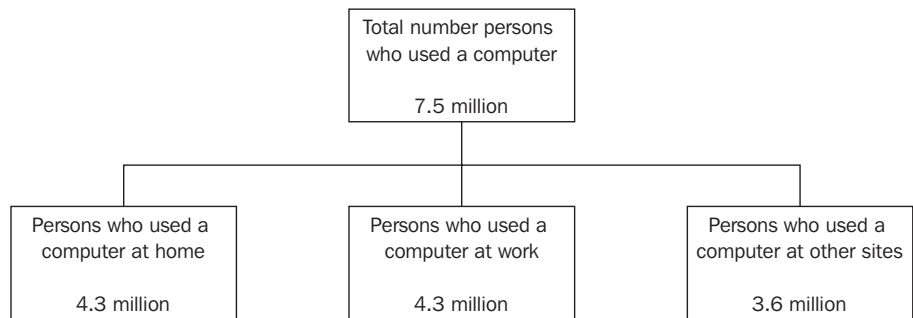 Total number persons
who used a computer
7.5 million
Persons who used a
computer at home
4.3 million
Persons who used a
computer at work
4.3 million
Persons who used a
computer at other sites
3.6 million